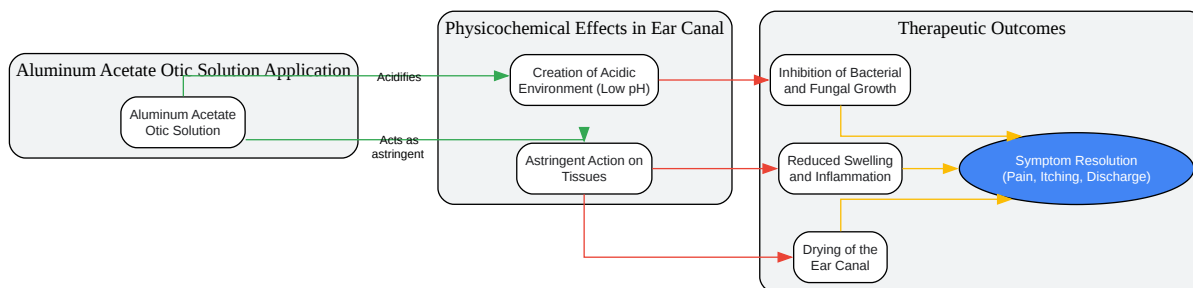 Aluminum Acetate Otic Solution Application
Aluminum Acetate
Otic Solution
Acidifies
Acts as
astringent
Physicochemical Effects in Ear Canal
Creation of Acidic
Environment (Low pH)
Astringent Action on
Tissues
Therapeutic Outcomes
Inhibition of Bacterial
and Fungal Growth
Reduced Swelling
and Inflammation
Drying of the
Ear Canal
Symptom Resolution
(Pain, Itching, Discharge)